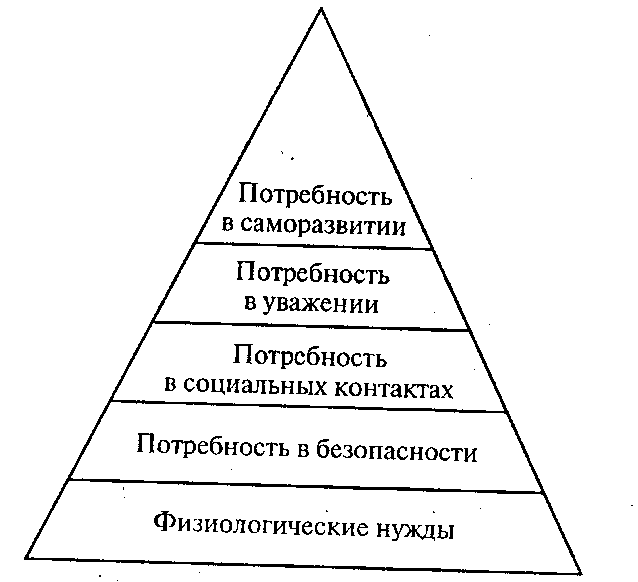 Потребность
в саморазвитии
Потребность
в уважении
Потребность
в социальных контактах
Потребность в безопасности
Физиологические нужды